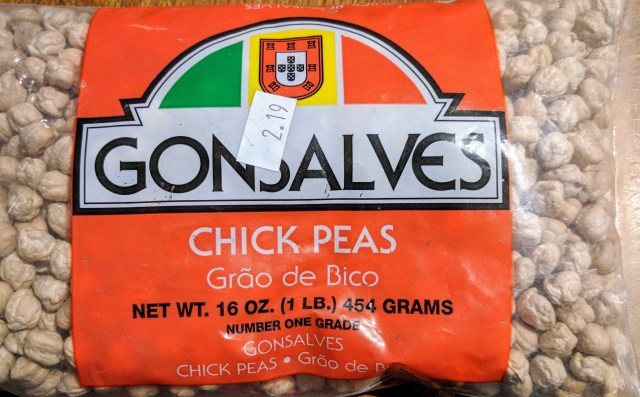 2.19
GONSALVES
CHICK PEAS
Grão de Bico
NET WT. 16 OZ. (1 LB.) 454 GRAMS
NUMBER ONE GRADE
GONSALVES
CHICK PEAS • Grão de